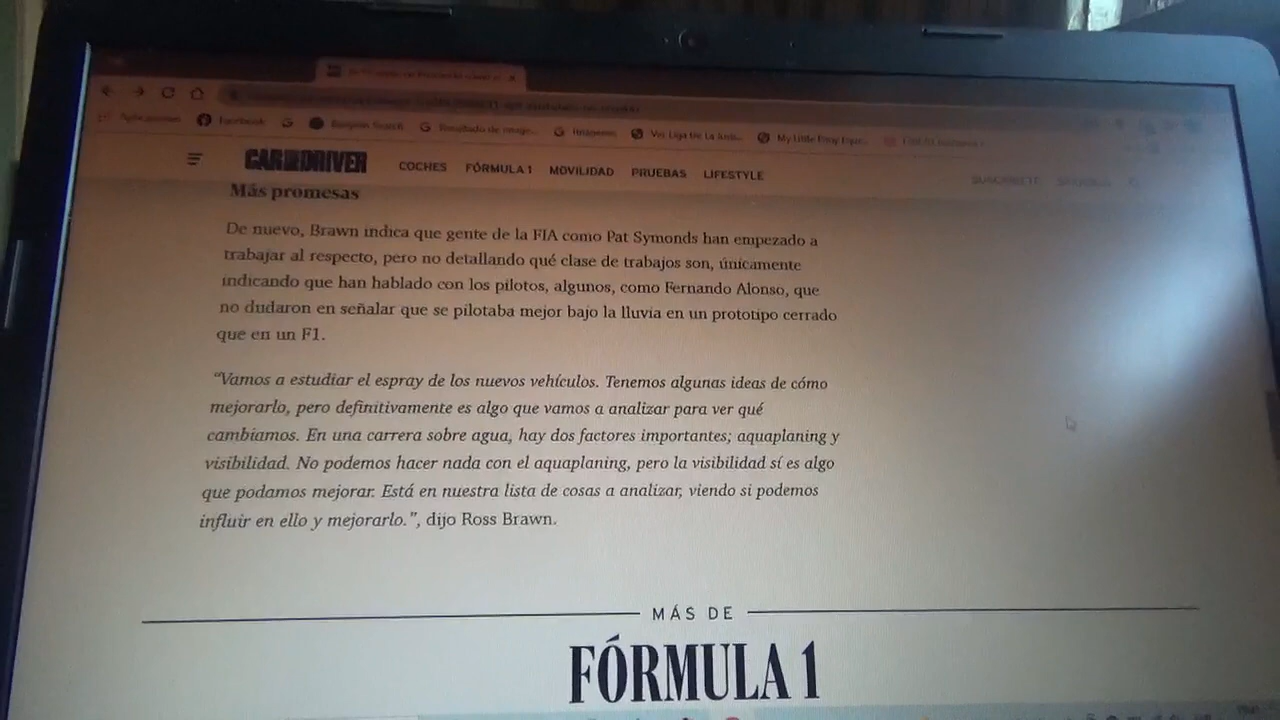 Facebook
G
G
G Imágenes
CAR AND DRIVER
COCHES FÓRMULA 1 MOVILIDAD PRUEBAS LIFESTYLE
Más promesas
De nuevo, Brawn indica que gente de la FIA como Pat Symonds han empezado a
trabajar al respecto, pero no detallando qué clase de trabajos son, únicamente
indicando que han hablado con los pilotos, algunos, como Fernando Alonso, que
no dudaron en señalar que se pilotaba mejor bajo la lluvia en un prototipo cerrado
que en un F1.
“Vamos a estudiar el espray de los nuevos vehículos. Tenemos algunas ideas de cómo
mejorarlo, pero definitivamente es algo que vamos a analizar para ver qué
cambiamos. En una carrera sobre agua, hay dos factores importantes; aquaplaning y
visibilidad. No podemos hacer nada con el aquaplaning, pero la visibilidad sí es algo
que podamos mejorar. Está en nuestra lista de cosas a analizar, viendo si podemos
influir en ello y mejorarlo.”, dijo Ross Brawn.
MÁS DE
FÓRMULA 1